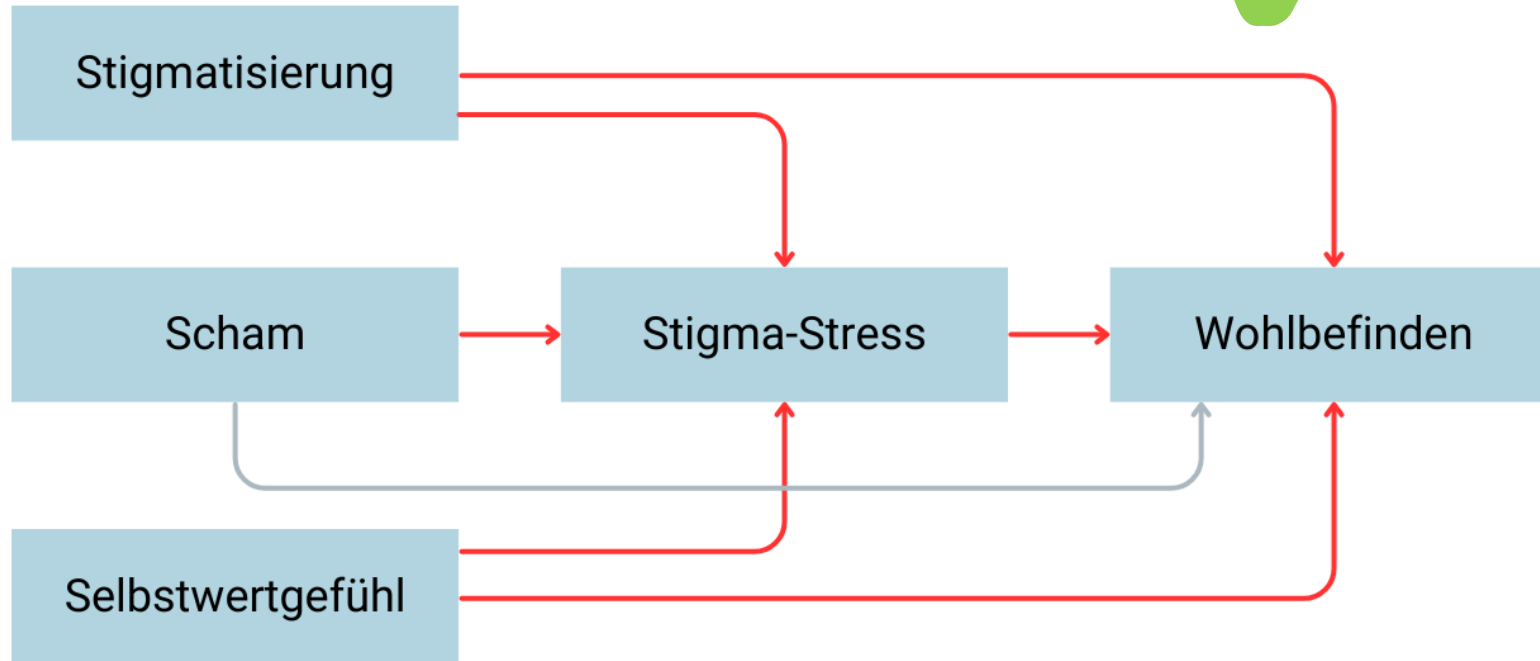 Stigmatisierung
Scham
Stigma-Stress
Wohlbefinden
Selbstwertgefühl